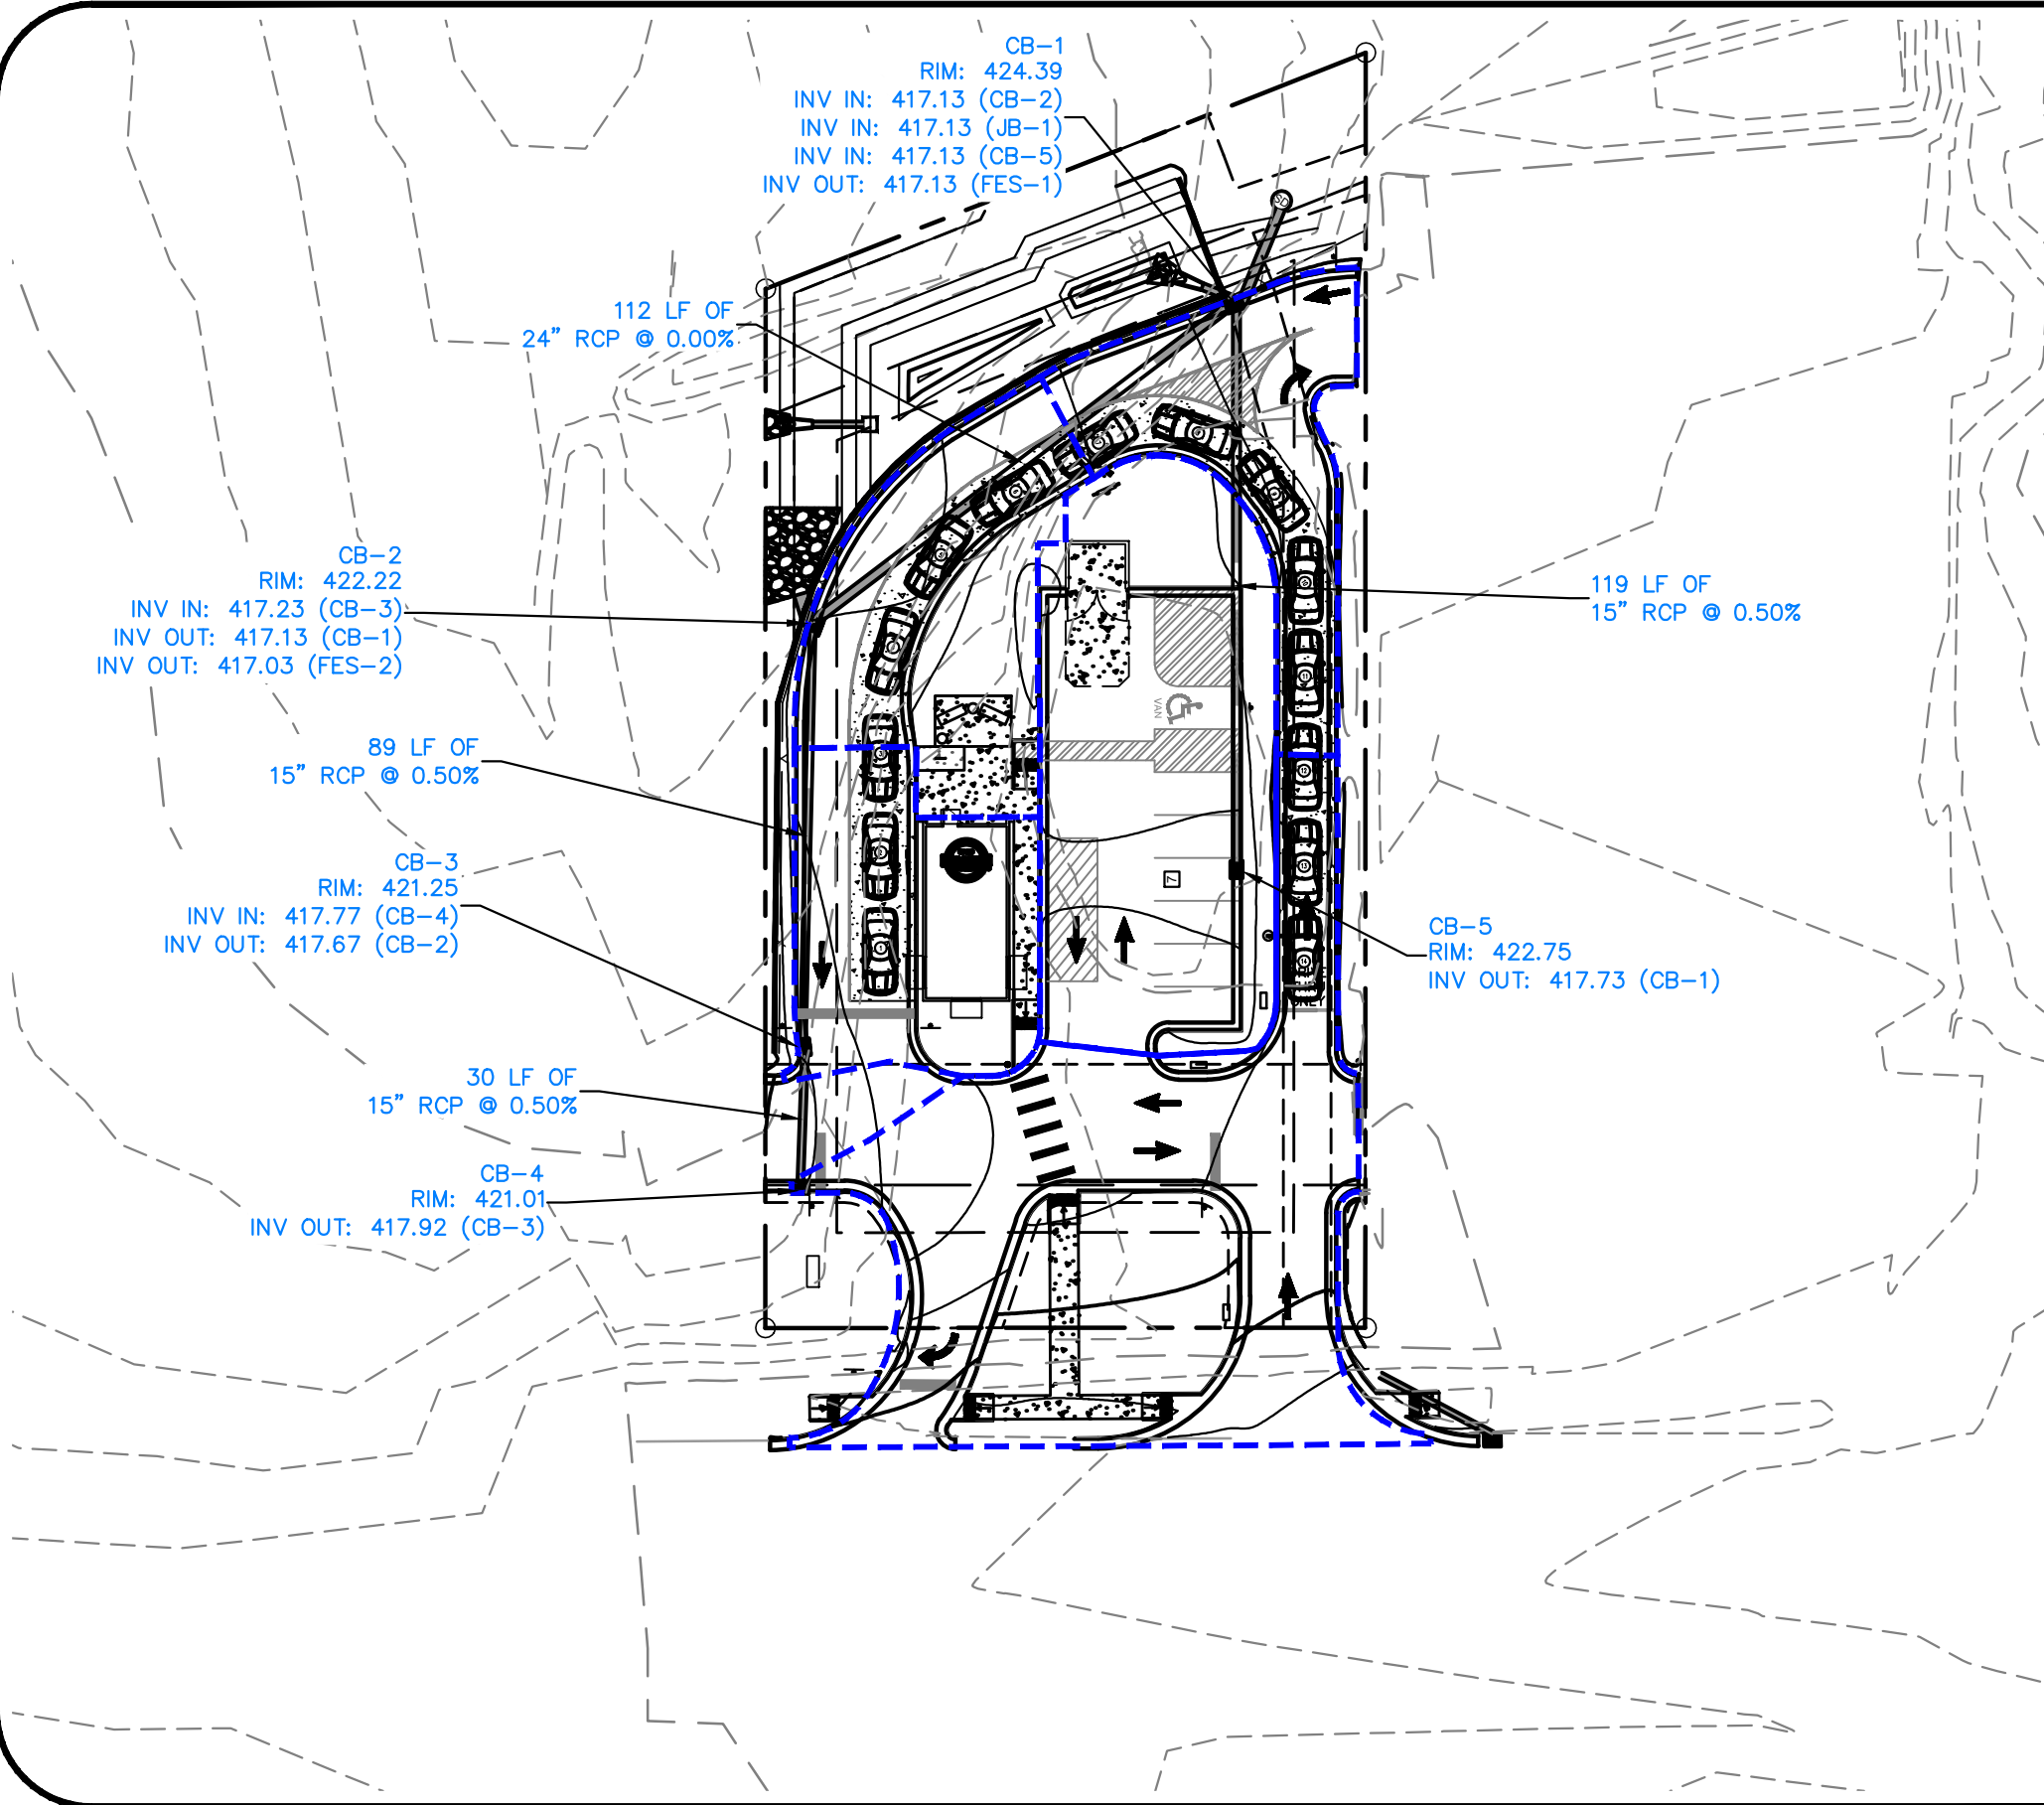 CB-1
RIM: 424.39
INV IN: 417.13 (CB-2)
INV IN: 417.13 (JB-1)
INV IN: 417.13 (CB-5)
INV OUT: 417.13 (FES-1)
SD
112 LF OF
24" RCP @ 0.00%
CB-2
RIM: 422.22
INV IN: 417.23 (CB-3)
INV OUT: 417.13 (CB-1)
INV OUT: 417.03 (FES-2)
119 LF OF
15" RCP @ 0.50%
VAN
89 LF OF
15" RCP @ 0.50%
CB-3
RIM: 421.25
INV IN: 417.77 (CB-4)
INV OUT: 417.67 (CB-2)
7
CB-5
RIM: 422.75
INV OUT: 417.73 (CB-1)
30 LF OF
15" RCP @ 0.50%
CB-4
RIM: 421.01
INV OUT: 417.92 (CB-3)